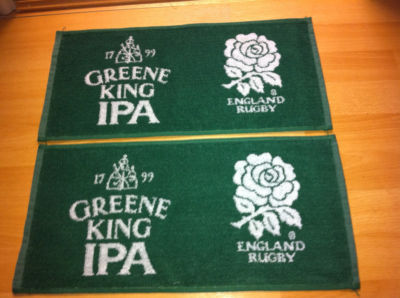 17 99
GREENE
KING
IPA
®
ENGLAND
RUGBY
17 99
GREENE
KING
IPA
®
ENGLAND
RUGBY